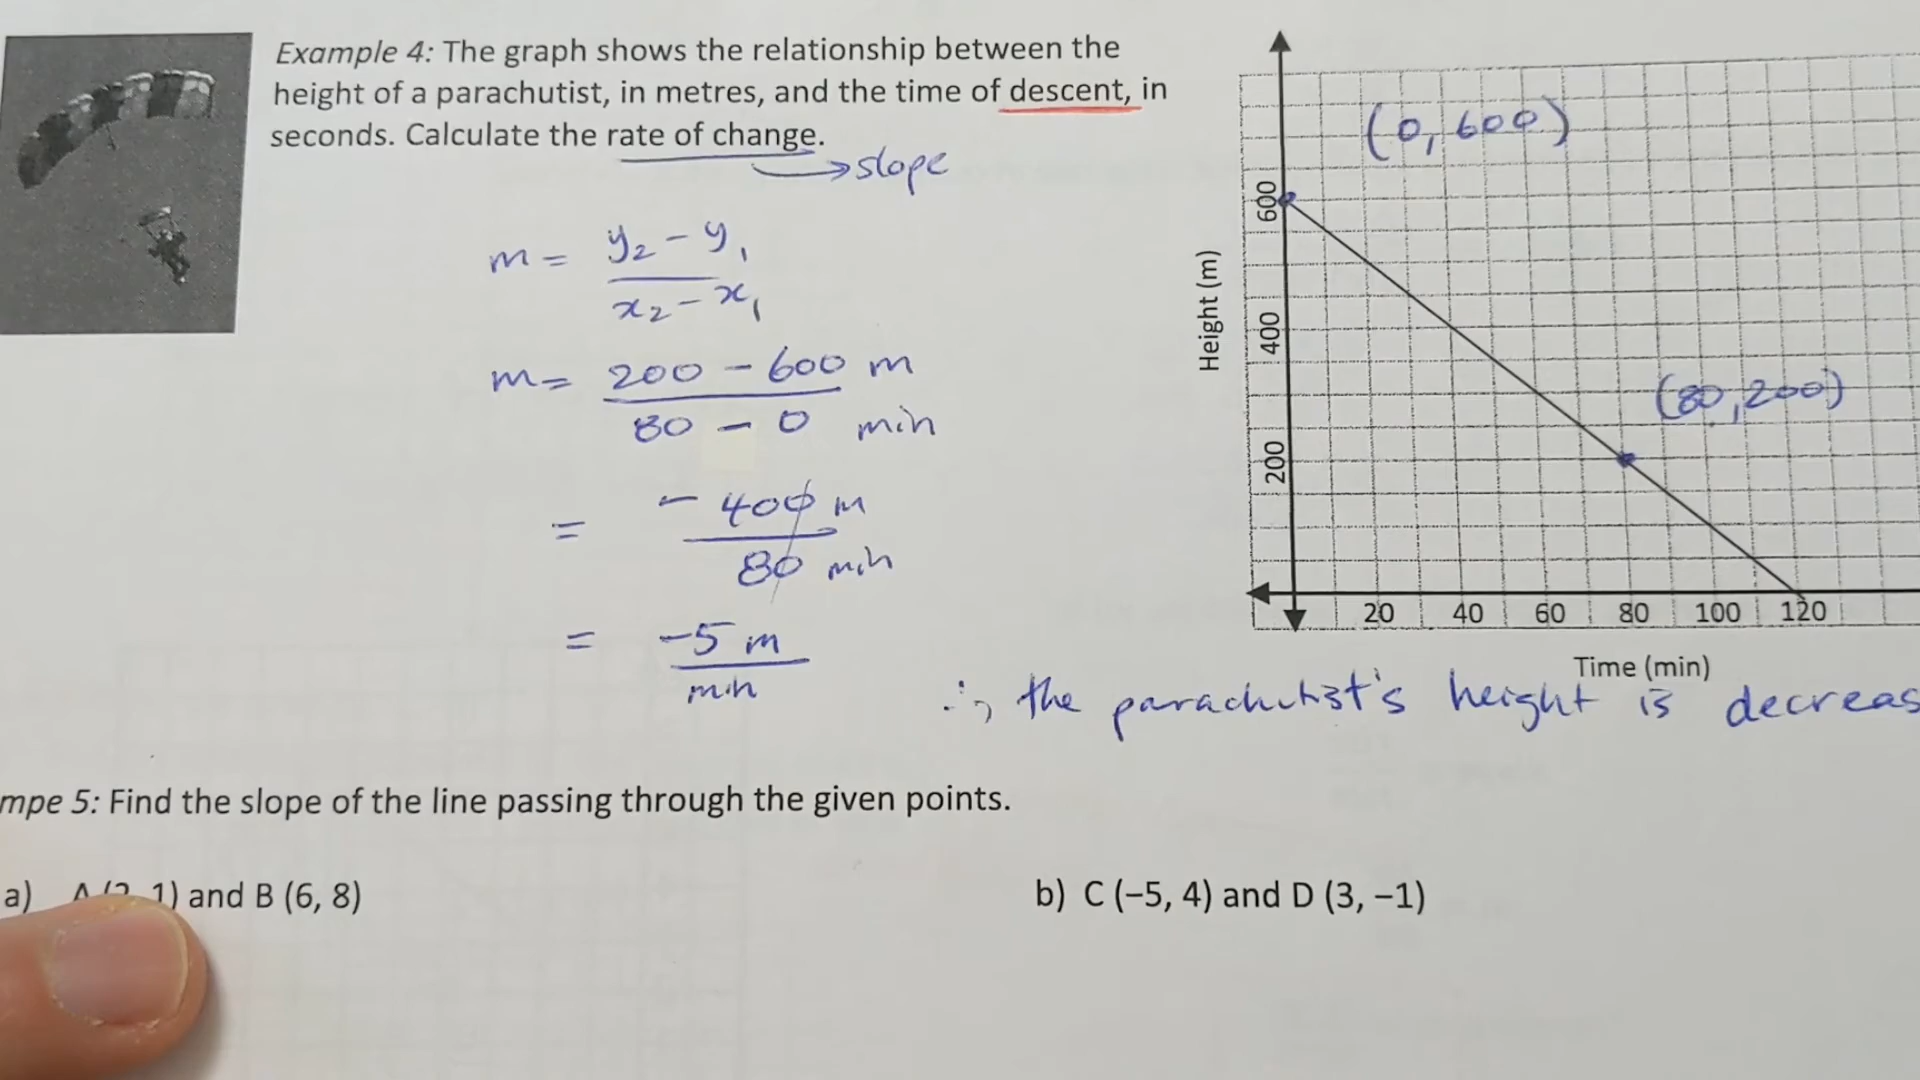 Example 4: The graph shows the relationship between the
height of a parachutist, in metres, and the time of descent, in
seconds. Calculate the rate of change.
→ slope
m = y₂ - y₁
x₂ - x₁
m = 200 - 600 m
80 - 0 min
= - 400 m
80 min
= -5 m
min
(0, 600)
(80, 200)
Height (m)
600
400
200
20 40 60 80 100 120
Time (min)
∴, the parachutist's height is decreas
mpe 5: Find the slope of the line passing through the given points.
a) 1) and B (6, 8)
b) C (−5, 4) and D (3, −1)